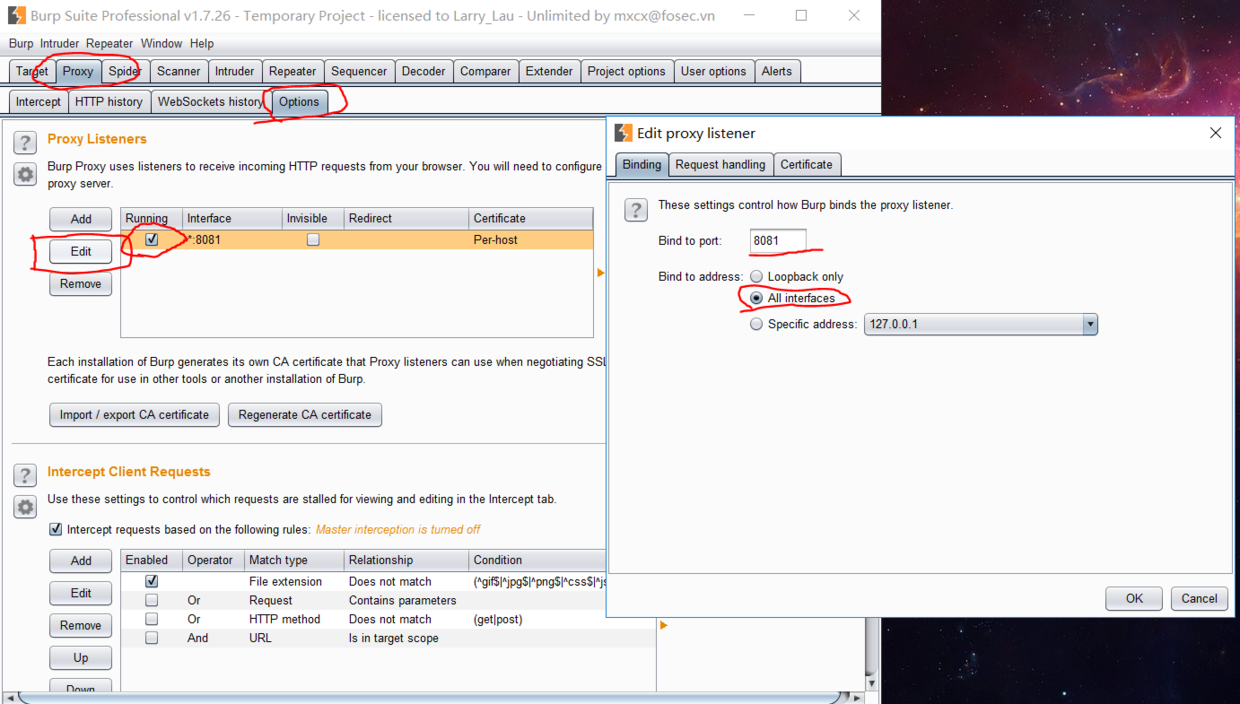 Burp Suite Professional v1.7.26 - Temporary Project - licensed to Larry_Lau - Unlimited by mxcx@fosec.vn
Burp Intruder Repeater Window Help
Target Proxy Spider Scanner Intruder Repeater Sequencer Decoder Comparer Extender Project options User options Alerts
Intercept HTTP history WebSockets history Options
? Proxy Listeners
Burp Proxy uses listeners to receive incoming HTTP requests from your browser. You will need to configure
proxy server.
Add Running Interface Invisible Redirect Certificate
*:8081 Per-host
Edit
Remove
Each installation of Burp generates its own CA certificate that Proxy listeners can use when negotiating SSL
certificate for use in other tools or another installation of Burp.
Import / export CA certificate Regenerate CA certificate
? Intercept Client Requests
Use these settings to control which requests are stalled for viewing and editing in the Intercept tab.
Intercept requests based on the following rules: Master interception is turned off
Add Enabled Operator Match type Relationship Condition
File extension Does not match (^gif$|^jpg$|^png$|^css$|^js
Edit Or Request Contains parameters
Or HTTP method Does not match (get|post)
Remove And URL Is in target scope
Up
Down
Edit proxy listener
Binding Request handling Certificate
? These settings control how Burp binds the proxy listener.
Bind to port: 8081
Bind to address: Loopback only
All interfaces
Specific address: 127.0.0.1
OK Cancel